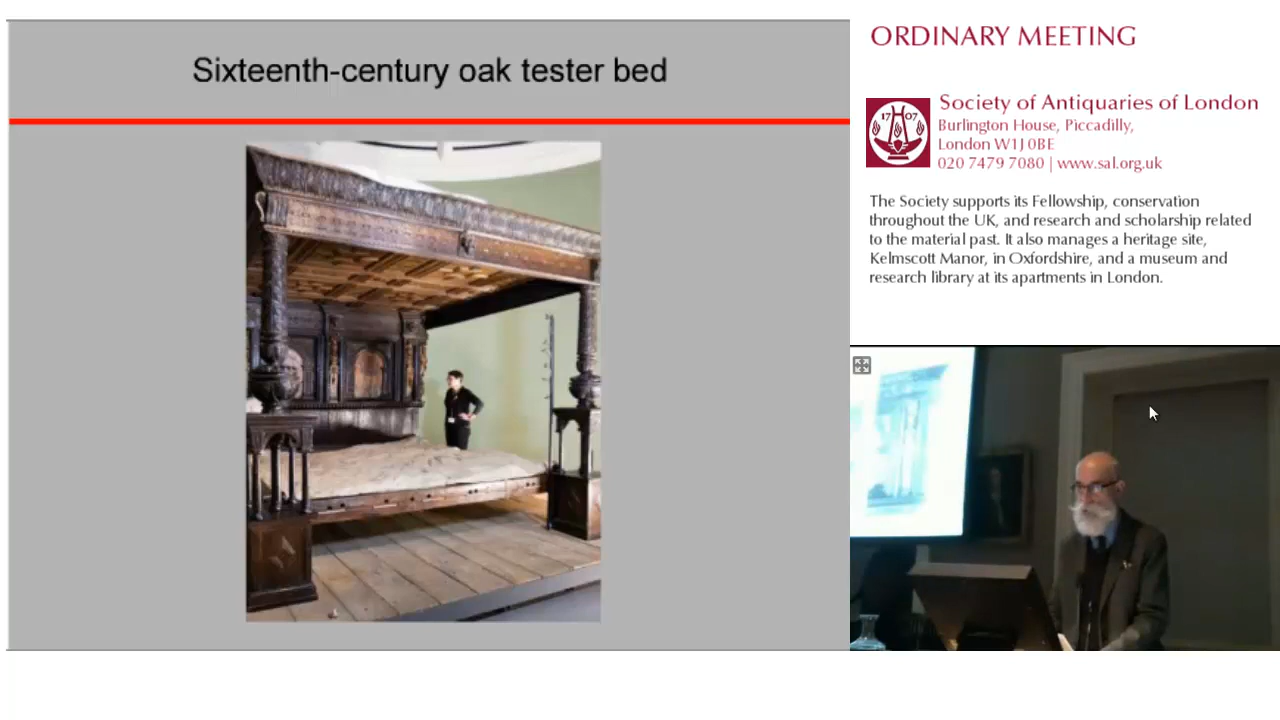 Sixteenth-century oak tester bed
ORDINARY MEETING
17 07
Society of Antiquaries of London
Burlington House, Piccadilly,
London W1J 0BE
020 7479 7080 | www.sal.org.uk
The Society supports its Fellowship, conservation
throughout the UK, and research and scholarship related
to the material past. It also manages a heritage site,
Kelmscott Manor, in Oxfordshire, and a museum and
research library at its apartments in London.